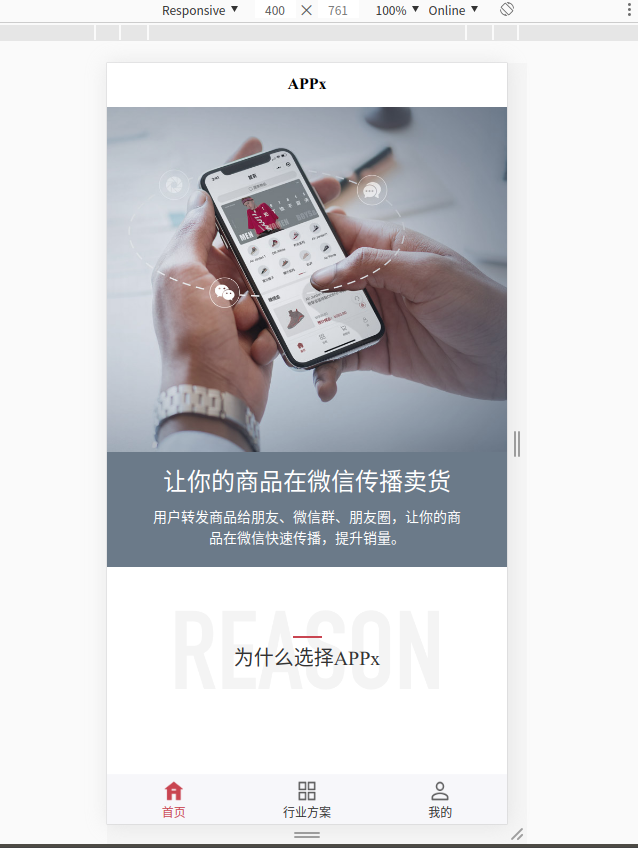 Responsive ▼ 400 × 761 100% ▼ Online ▼
APPx
让你的商品在微信传播卖货
用户转发商品给朋友、微信群、朋友圈，让你的商
品在微信快速传播，提升销量。
REASON
为什么选择APPx
首页 行业方案 我的